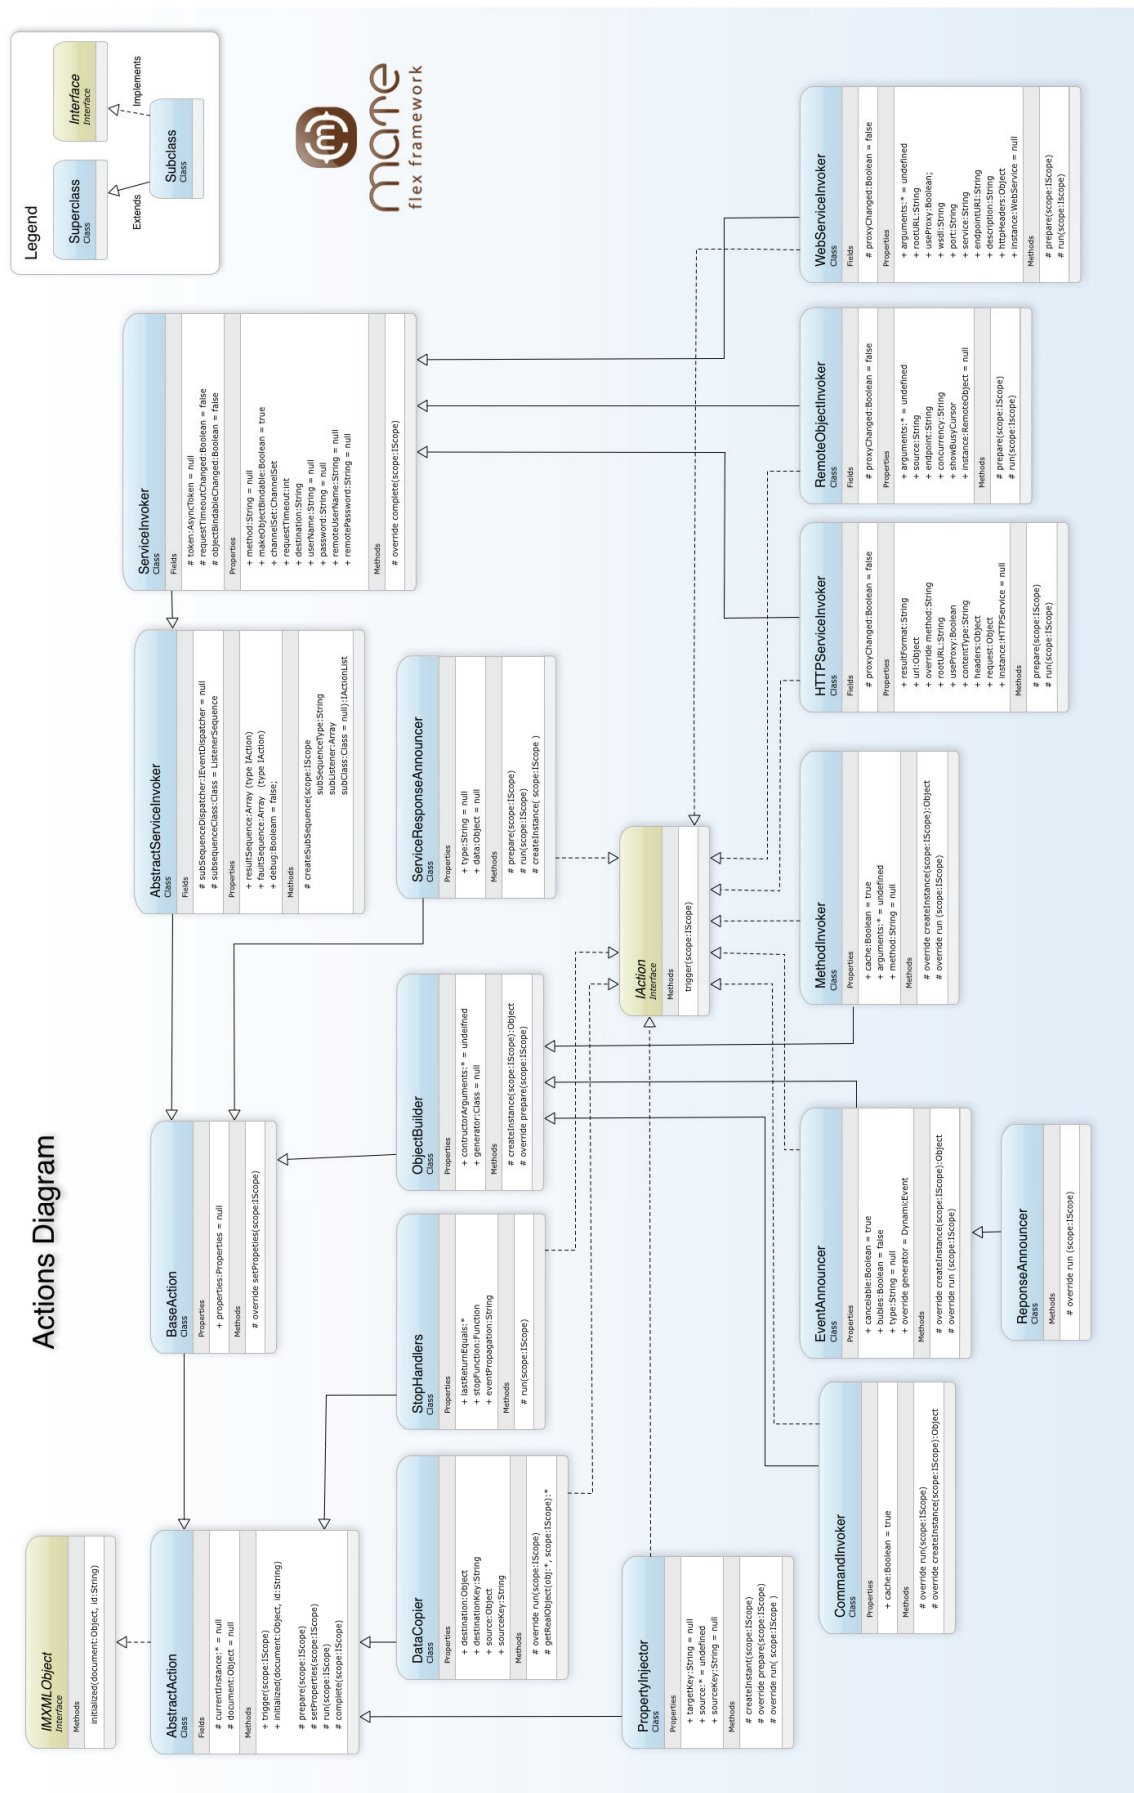 Actions Diagram
Legend
Superclass
Class
Interface
Interface
Extends
Implements
Subclass
Class
mate
flex framework
IMXMLObject
Interface
Methods
initialized(document:Object, id:String)
AbstractAction
Class
Fields
# currentInstance:* = null
# document:Object = null
Methods
+ trigger(scope:IScope)
+ initialized(document:Object, id:String)
# prepare(scope:IScope)
# setProperties(scope:IScope)
# run(scope:IScope)
# complete(scope:IScope)
BaseAction
Class
Properties
+ properties:Properties = null
Methods
# override setPropeties(scope:IScope)
AbstractServiceInvoker
Class
Fields
# subSequenceDispatcher:IEventDispatcher = null
# subsequenceClass:Class = ListenerSequence
Properties
+ resultSequence:Array (type IAction)
+ faultSequence:Array (type IAction)
+ debug:Booleam = false;
Methods
# createSubSequence(scope:IScope
subSequenceType:String
subListener:Array
subClass:Class = null):IActionList
ServiceInvoker
Class
Fields
# token:AsyncToken = null
# requestTimeoutChanged:Boolean = false
# objectBindableChanged:Boolean = false
Properties
+ method:String = null
+ makeObjectBindable:Boolean = true
+ channelSet:ChannelSet
+ requestTimeout:int
+ destination:String
+ userName:String = null
+ password:String = null
+ remoteUserName:String = null
+ remotePassword:String = null
Methods
# override complete(scope:IScope)
DataCopier
Class
Properties
+ destination:Object
+ destinationKey:String
+ source:Object
+ sourceKey:String
Methods
# override run(scope:IScope)
# getRealObject(obj:*, scope:IScope):*
StopHandlers
Class
Properties
+ lastReturnEquals:*
+ stopFunction:Function
+ eventPropagation:String
Methods
# run(scope:IScope)
ObjectBuilder
Class
Properties
+ contructorArguments:* = undeifned
+ generator:Class = null
Methods
# createInstance(scope:IScope):Object
# override prepare(scope:IScope)
ServiceResponseAnnouncer
Class
Properties
+ type:String = null
+ data:Object = null
Methods
# prepare(scope:IScope)
# run(scope:IScope)
# createInstance( scope:IScope )
PropertyInjector
Class
Properties
+ targetKey:String = null
+ source:* = undefined
+ sourceKey:String = null
Methods
# createInstant(scope:IScope)
# override prepare(scope:IScope)
# override run( scope:IScope )
IAction
Interface
Methods
trigger(scope:IScope)
CommandInvoker
Class
Properties
+ cache:Boolean = true
Methods
# override run(scope:IScope)
# override createInstance(scope:IScope):Object
EventAnnouncer
Class
Properties
+ cancelable:Boolean = true
+ bubles:Boolean = false
+ type:String = null
+ override generator = DynamicEvent
Methods
# override createInstance(scope:IScope):Object
# override run (scope:IScope)
MethodInvoker
Class
Properties
+ cache:Boolean = true
+ arguments:* = undefined
+ method:String = null
Methods
# override createInstance(scope:IScope):Object
# override run (scope:IScope)
HTTPServiceInvoker
Class
Fields
# proxyChanged:Boolean = false
Properties
+ resultFormat:String
+ url:Object
+ override method:String
+ rootURL:String
+ useProxy:Boolean
+ contentType:String
+ headers:Object
+ request:Object
+ instance:HTTPService = null
Methods
# prepare(scope:IScope)
# run(scope:IScope)
RemoteObjectInvoker
Class
Fields
# proxyChanged:Boolean = false
Properties
+ arguments:* = undefined
+ source:String
+ endpoint:String
+ concurrency:String
+ showBusyCursor
+ instance:RemoteObject = null
Methods
# prepare(scope:IScope)
# run(scope:Iscope)
WebServiceInvoker
Class
Fields
# proxyChanged:Boolean = false
Properties
+ arguments:* = undefined
+ rootURL:String
+ useProxy:Boolean;
+ wsdl:String
+ port:String
+ service:String
+ endpointURI:String
+ description:String
+ httpHeaders:Object
+ instance:WebService = null
Methods
# prepare(scope:IScope)
# run(scope:Iscope)
ReponseAnnouncer
Class
Methods
# override run (scope:IScope)